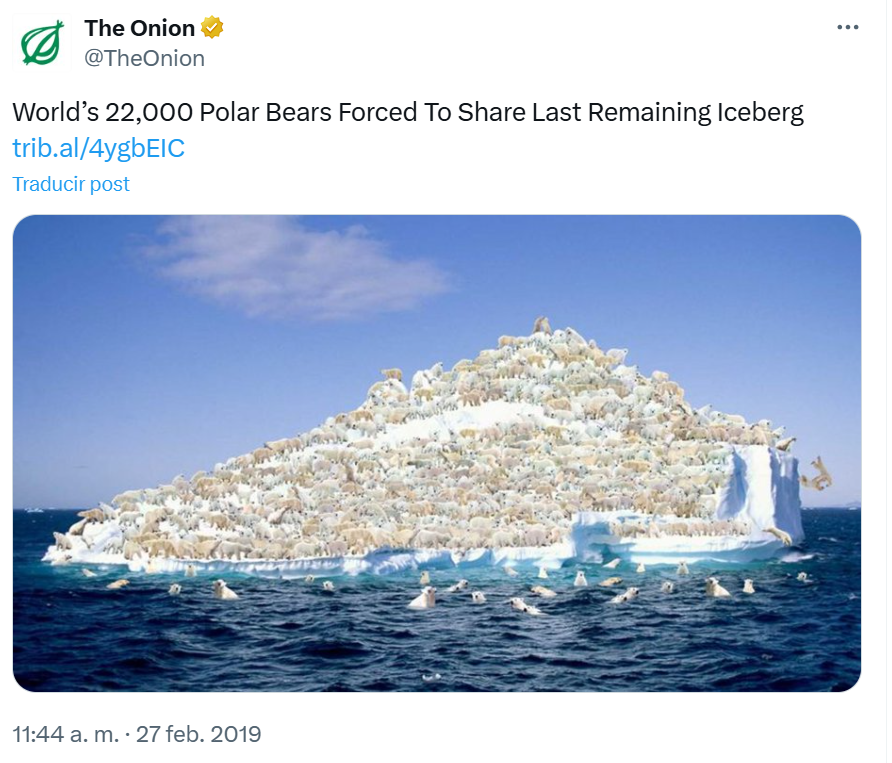 The Onion
@TheOnion
World’s 22,000 Polar Bears Forced To Share Last Remaining Iceberg
trib.al/4ygbEIC
Traducir post
11:44 a. m. · 27 feb. 2019